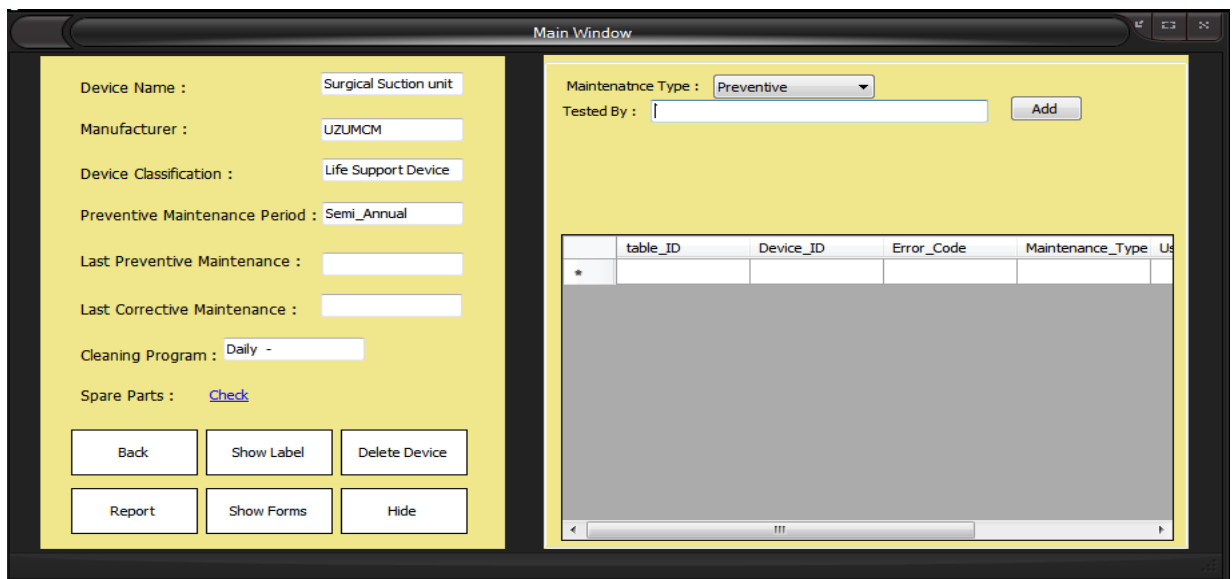 Main Window
Device Name : Surgical Suction unit
Manufacturer : UZUMCM
Device Classification : Life Support Device
Preventive Maintenance Period : Semi_Annual
Last Preventive Maintenance :
Last Corrective Maintenance :
Cleaning Program : Daily -
Spare Parts : Check
Back Show Label Delete Device
Report Show Forms Hide
Maintenatnce Type : Preventive
Tested By : Add
table_ID Device_ID Error_Code Maintenance_Type Us
*